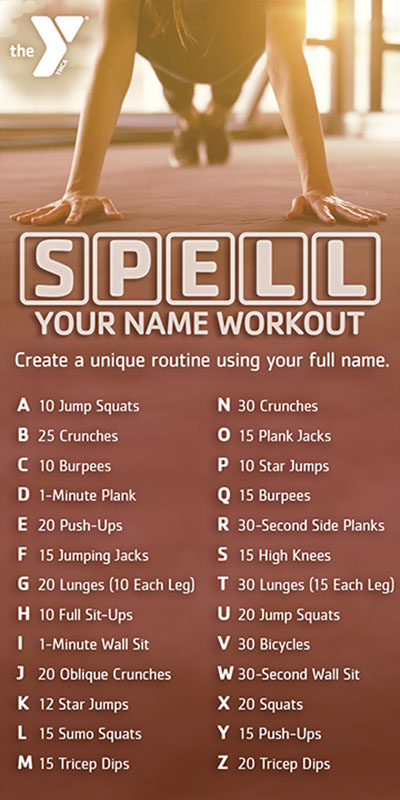 the Y
YMCA
SPELL
YOUR NAME WORKOUT
Create a unique routine using your full name.
A 10 Jump Squats
B 25 Crunches
C 10 Burpees
D 1-Minute Plank
E 20 Push-Ups
F 15 Jumping Jacks
G 20 Lunges (10 Each Leg)
H 10 Full Sit-Ups
I 1-Minute Wall Sit
J 20 Oblique Crunches
K 12 Star Jumps
L 15 Sumo Squats
M 15 Tricep Dips
N 30 Crunches
O 15 Plank Jacks
P 10 Star Jumps
Q 15 Burpees
R 30-Second Side Planks
S 15 High Knees
T 30 Lunges (15 Each Leg)
U 20 Jump Squats
V 30 Bicycles
W 30-Second Wall Sit
X 20 Squats
Y 15 Push-Ups
Z 20 Tricep Dips